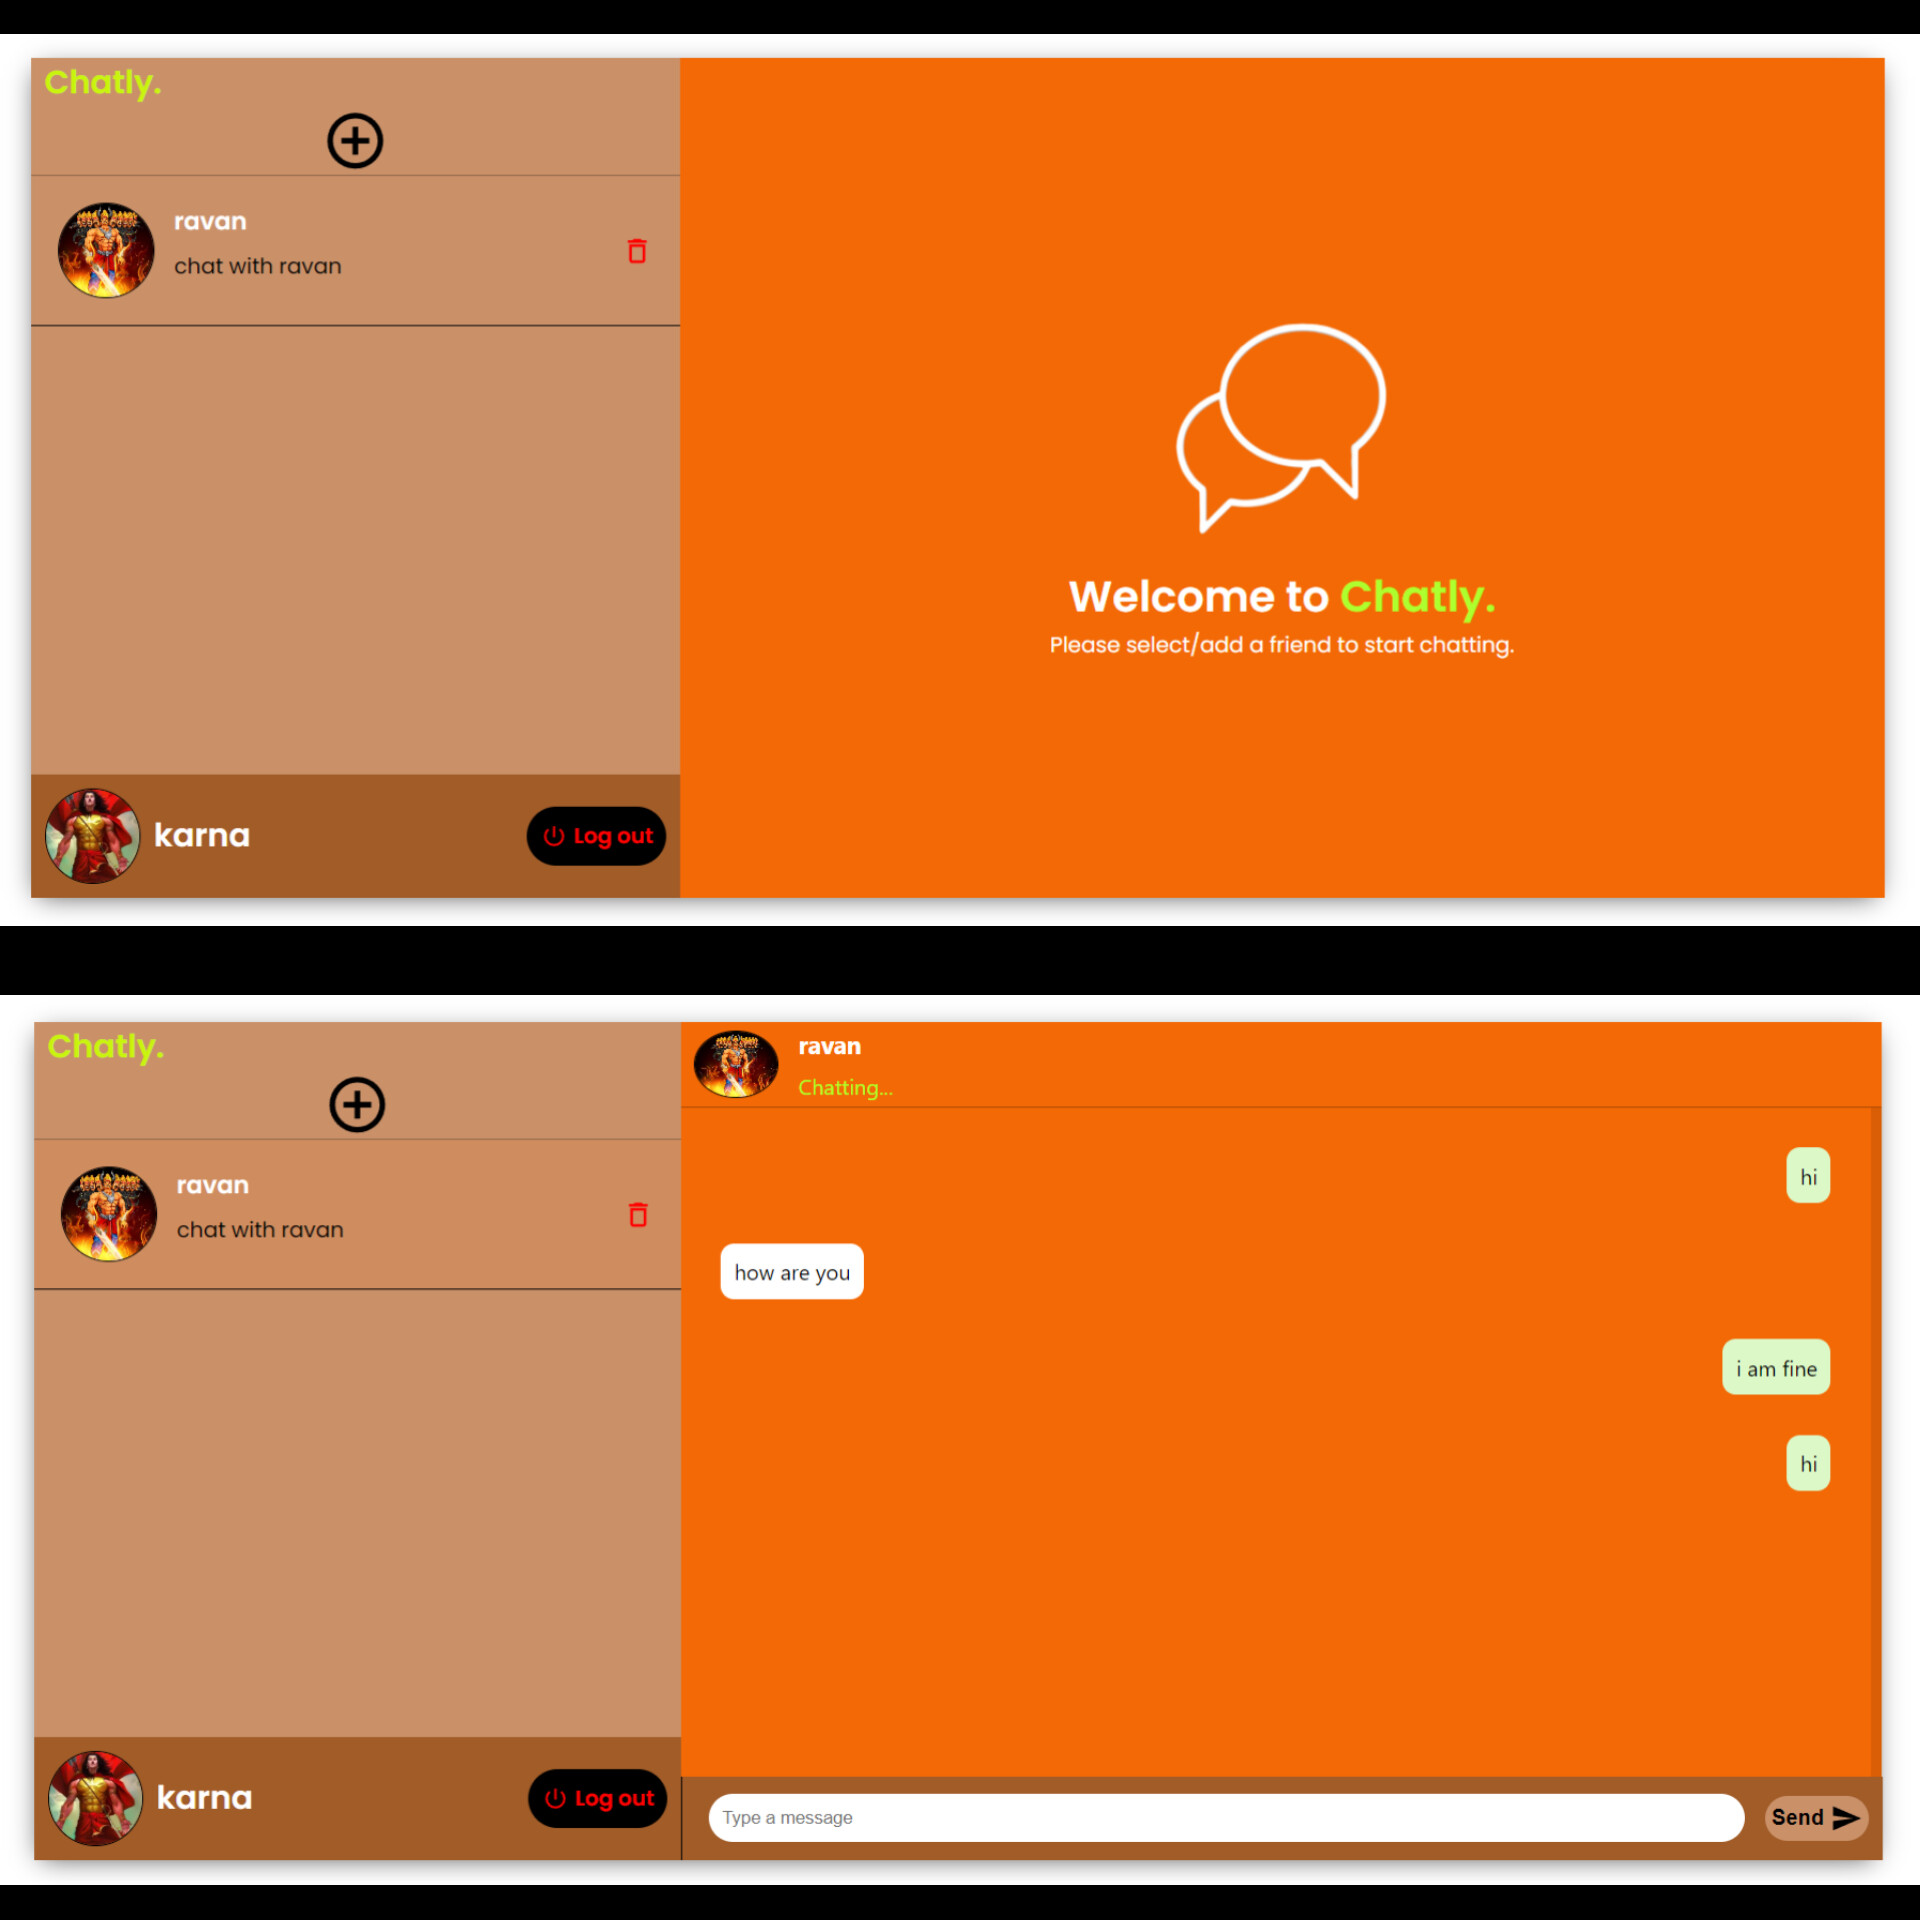 Chatly.
ravan
chat with ravan
Welcome to Chatly.
Please select/add a friend to start chatting.
karna
Log out
Chatly.
ravan
chat with ravan
karna
Log out
ravan
Chatting...
hi
how are you
i am fine
hi
Type a message
Send